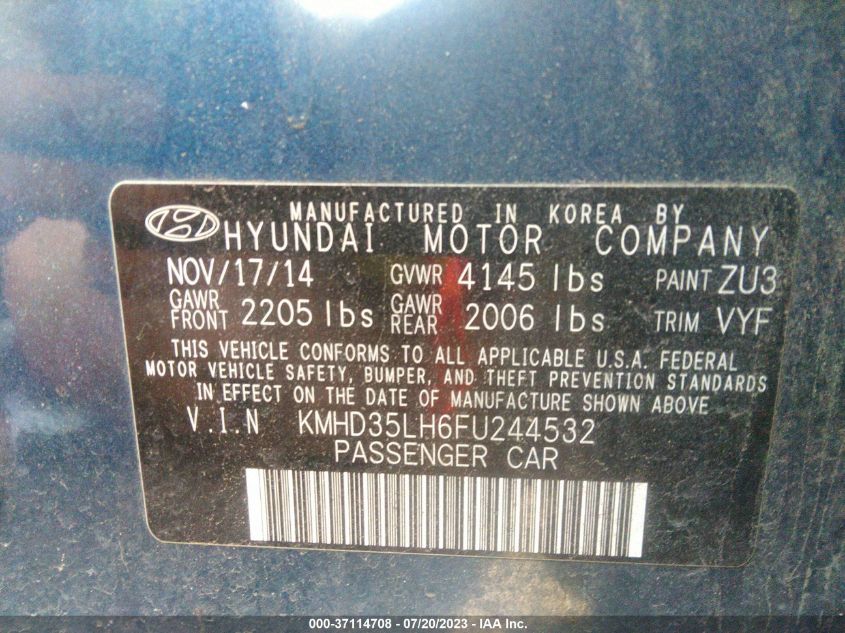 MANUFACTURED IN KOREA BY
HYUNDAI MOTOR COMPANY
NOV/17/14 GVWR 4145 lbs PAINT ZU3
GAWR FRONT 2205 lbs GAWR REAR 2006 lbs TRIM VYF
THIS VEHICLE CONFORMS TO ALL APPLICABLE U.S.A. FEDERAL
MOTOR VEHICLE SAFETY, BUMPER, AND THEFT PREVENTION STANDARDS
IN EFFECT ON THE DATE OF MANUFACTURE SHOWN ABOVE
V.I.N KMHD35LH6FU244532
PASSENGER CAR
000-37114708 - 07/20/2023 - IAA Inc.